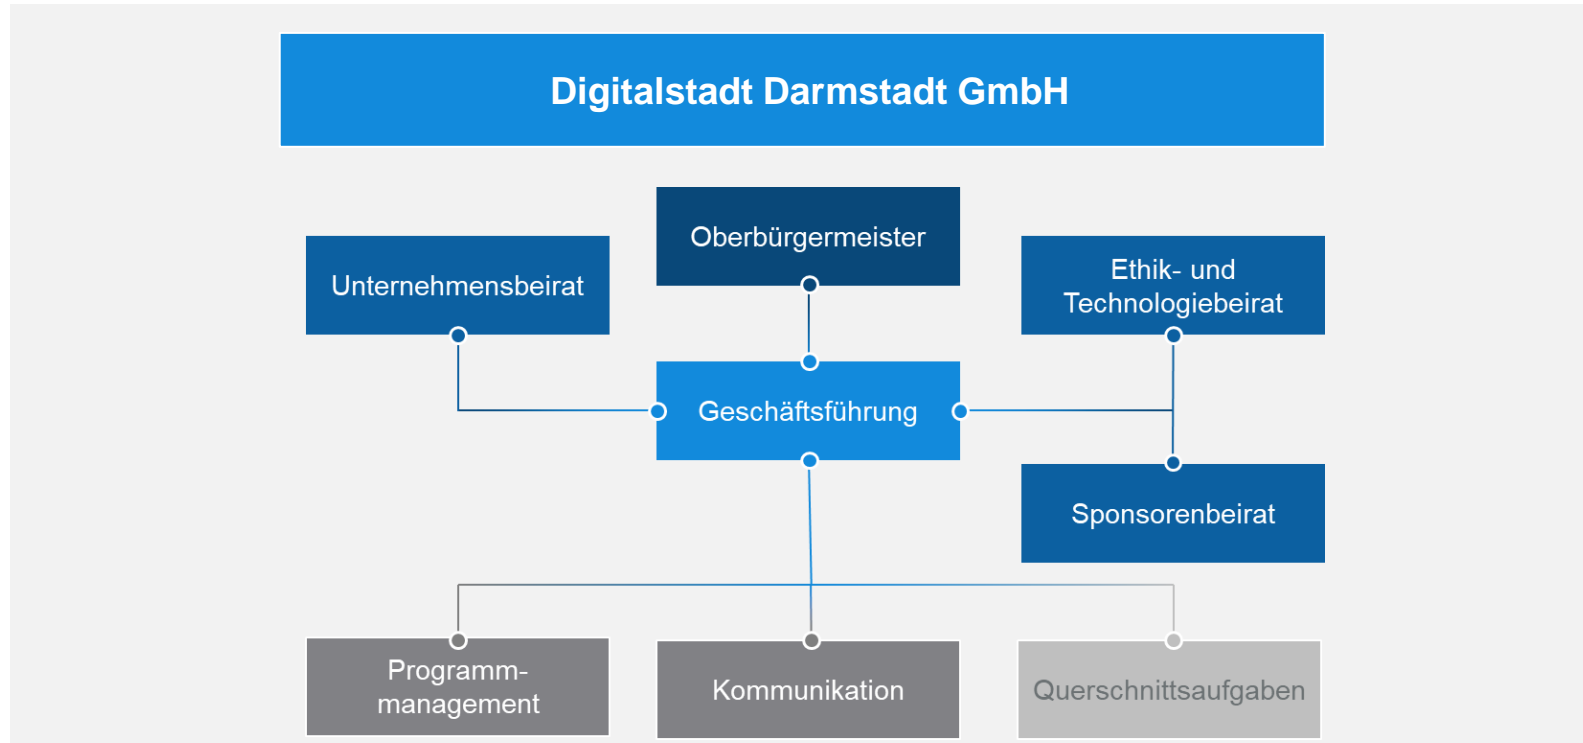 Digitalstadt Darmstadt GmbH
Oberbürgermeister
Unternehmensbeirat
Ethik- und
Technologiebeirat
Geschäftsführung
Sponsorenbeirat
Programm-
management
Kommunikation
Querschnittsaufgaben